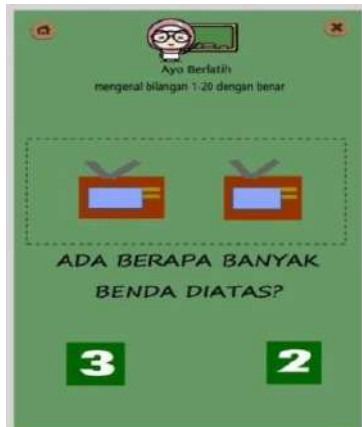 Ayo Berlatih
mengenal bilangan 1-20 dengan benar
ADA BERAPA BANYAK
BENDA DIATAS?
3 2